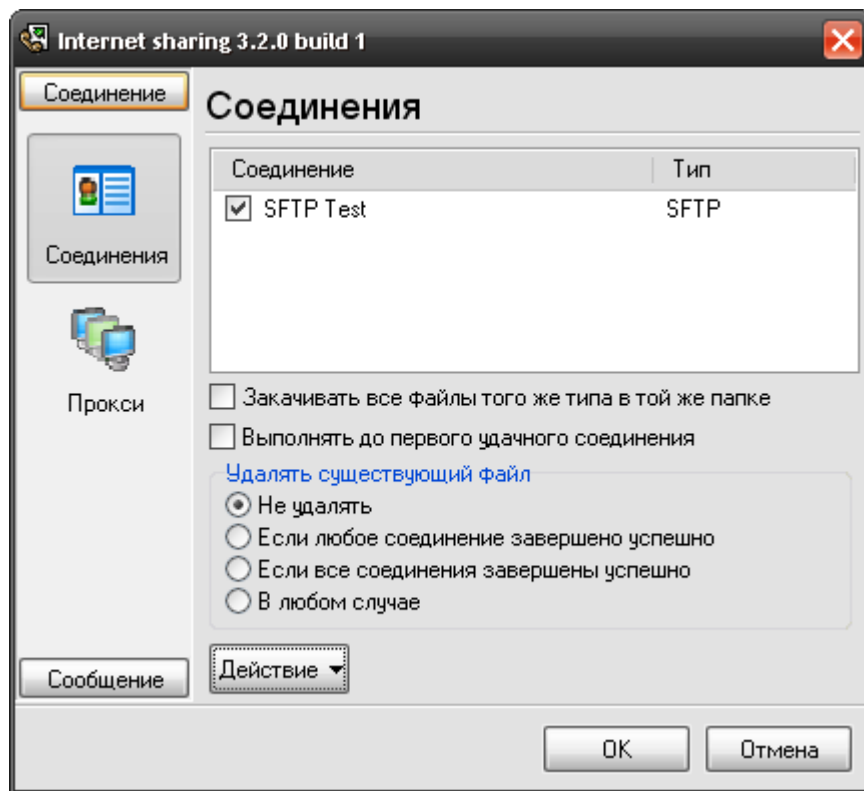 Internet sharing 3.2.0 build 1
Соединение
Соединения
Прокси
Сообщение
Соединения
Соединение Тип
SFTP Test SFTP
Закачивать все файлы того же типа в той же папке
Выполнять до первого удачного соединения
Удалять существующий файл
Не удалять
Если любое соединение завершено успешно
Если все соединения завершены успешно
В любом случае
Действие
OK Отмена